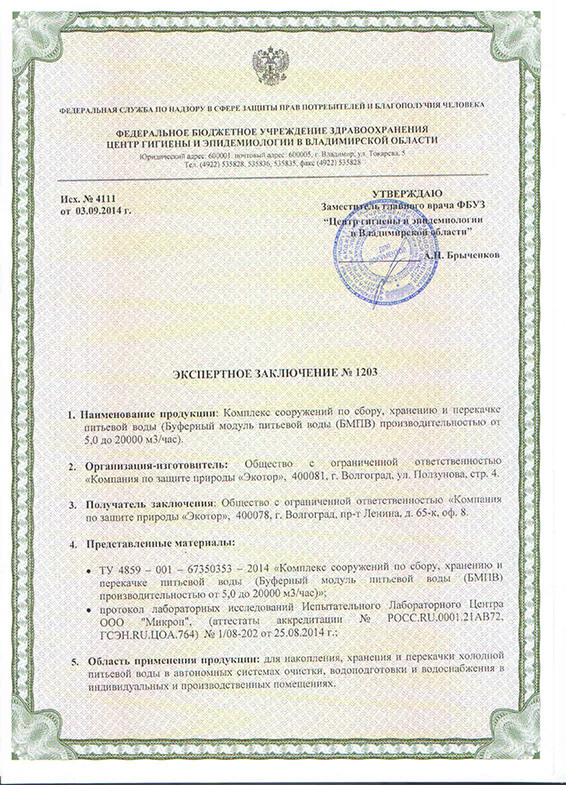 ФЕДЕРАЛЬНАЯ СЛУЖБА ПО НАДЗОРУ В СФЕРЕ ЗАЩИТЫ ПРАВ ПОТРЕБИТЕЛЕЙ И БЛАГОПОЛУЧИЯ ЧЕЛОВЕКА
ФЕДЕРАЛЬНОЕ БЮДЖЕТНОЕ УЧРЕЖДЕНИЕ ЗДРАВООХРАНЕНИЯ
ЦЕНТР ГИГИЕНЫ И ЭПИДЕМИОЛОГИИ В ВЛАДИМИРСКОЙ ОБЛАСТИ
Юридический адрес: 600001. почтовый адрес: 600005, г. Владимир, ул. Токарева, 5
Тел. (4922) 535828, 535836, 535835, факс (4922) 535828
Исх. № 4111
от 03.09.2014 г.
УТВЕРЖДАЮ
Заместитель главного врача ФБУЗ
“Центр гигиены и эпидемиологии
в Владимирской области”
А.Н. Брыченков
ДЛЯ
ДОКУМЕНТОВ
ЭКСПЕРТНОЕ ЗАКЛЮЧЕНИЕ № 1203
1. Наименование продукции: Комплекс сооружений по сбору, хранению и перекачке
питьевой воды (Буферный модуль питьевой воды (БМПВ) производительностью от
5,0 до 20000 м3/час).
2. Организация-изготовитель: Общество с ограниченной ответственностью
«Компания по защите природы «Экотор», 400081, г. Волгоград, ул. Ползунова, стр. 4.
3. Получатель заключения: Общество с ограниченной ответственностью «Компания
по защите природы «Экотор», 400078, г. Волгоград, пр-т Ленина, д. 65-к, оф. 8.
4. Представленные материалы:
• ТУ 4859 – 001 – 67350353 – 2014 «Комплекс сооружений по сбору, хранению и
перекачке питьевой воды (Буферный модуль питьевой воды (БМПВ)
производительностью от 5,0 до 20000 м3/час)»;
• протокол лабораторных исследований Испытательного Лабораторного Центра
ООО "Микрон", (аттестаты аккредитации № РОСС.RU.0001.21АВ72,
ГСЭН.RU.ЦОА.764) № 1/08-202 от 25.08.2014 г.;
5. Область применения продукции: для накопления, хранения и перекачки холодной
питьевой воды в автономных системах очистки, водоподготовки и водоснабжения в
индивидуальных и производственных помещениях.